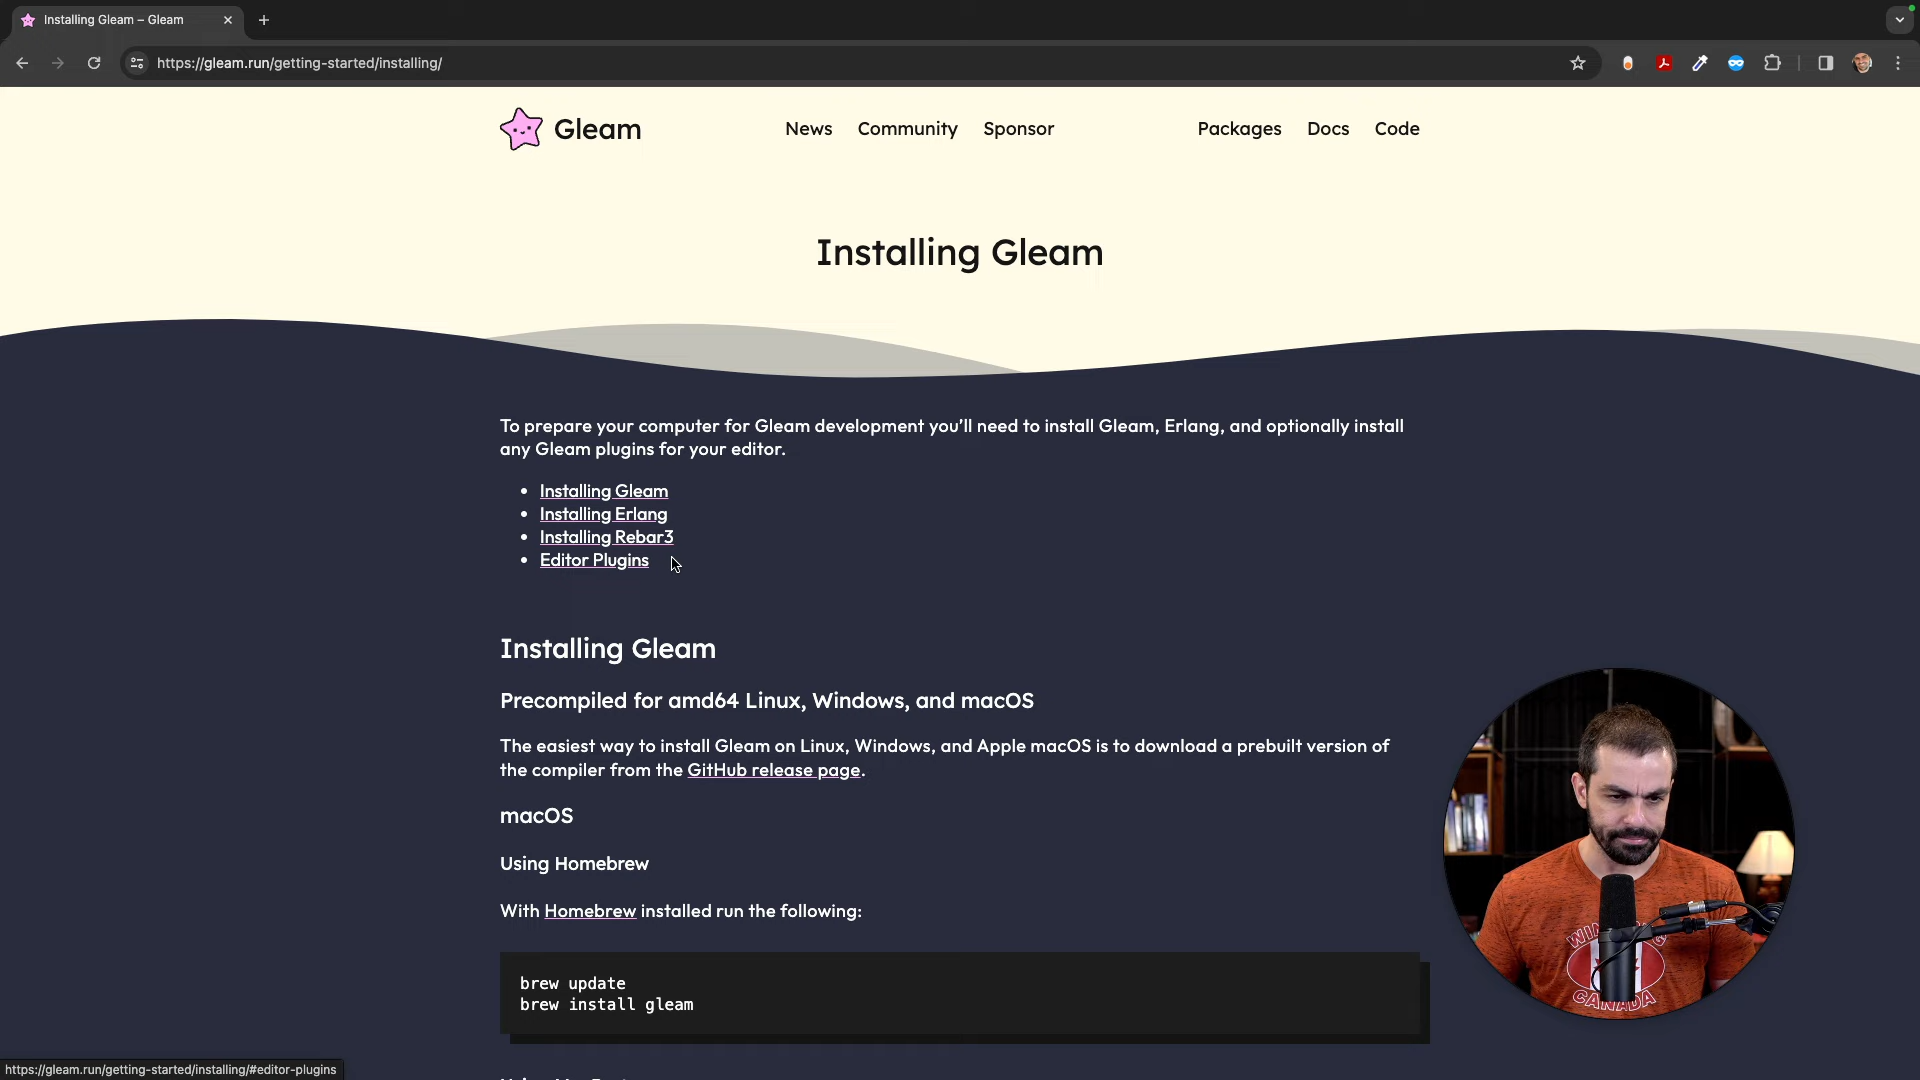 Installing Gleam – Gleam
https://gleam.run/getting-started/installing/
Gleam
News Community Sponsor
Packages Docs Code
Installing Gleam
To prepare your computer for Gleam development you’ll need to install Gleam, Erlang, and optionally install
any Gleam plugins for your editor.
Installing Gleam
Installing Erlang
Installing Rebar3
Editor Plugins
Installing Gleam
Precompiled for amd64 Linux, Windows, and macOS
The easiest way to install Gleam on Linux, Windows, and Apple macOS is to download a prebuilt version of
the compiler from the GitHub release page.
macOS
Using Homebrew
With Homebrew installed run the following:
brew update
brew install gleam
CANADA
https://gleam.run/getting-started/installing/#editor-plugins